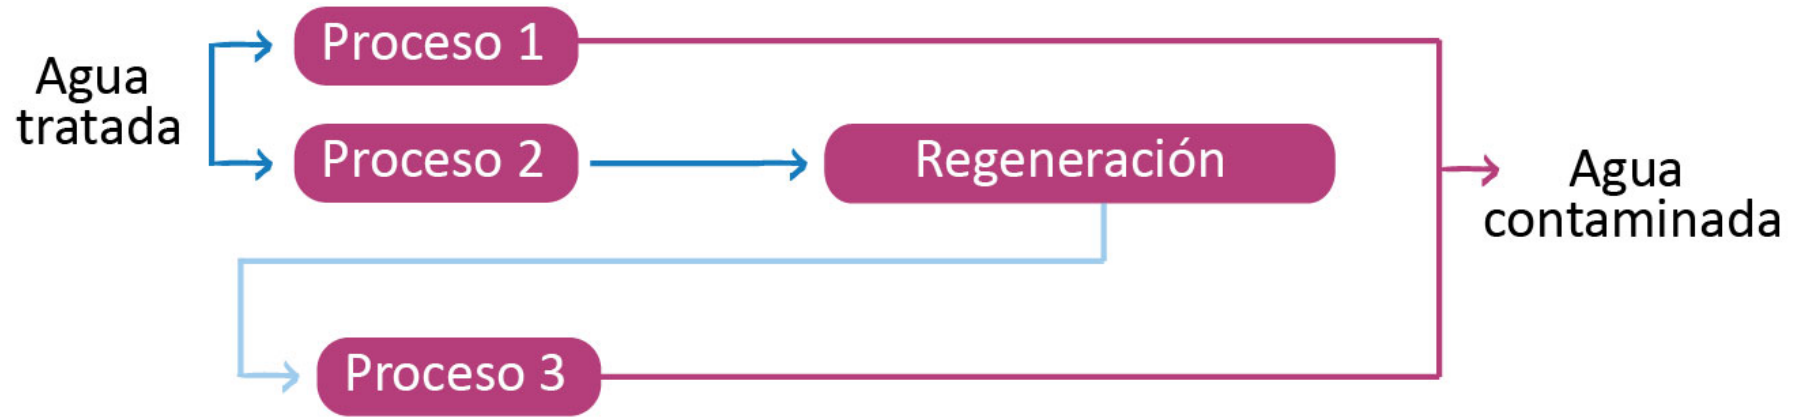 Agua
tratada
Proceso 1
Proceso 2
Regeneración
Agua
contaminada
Proceso 3